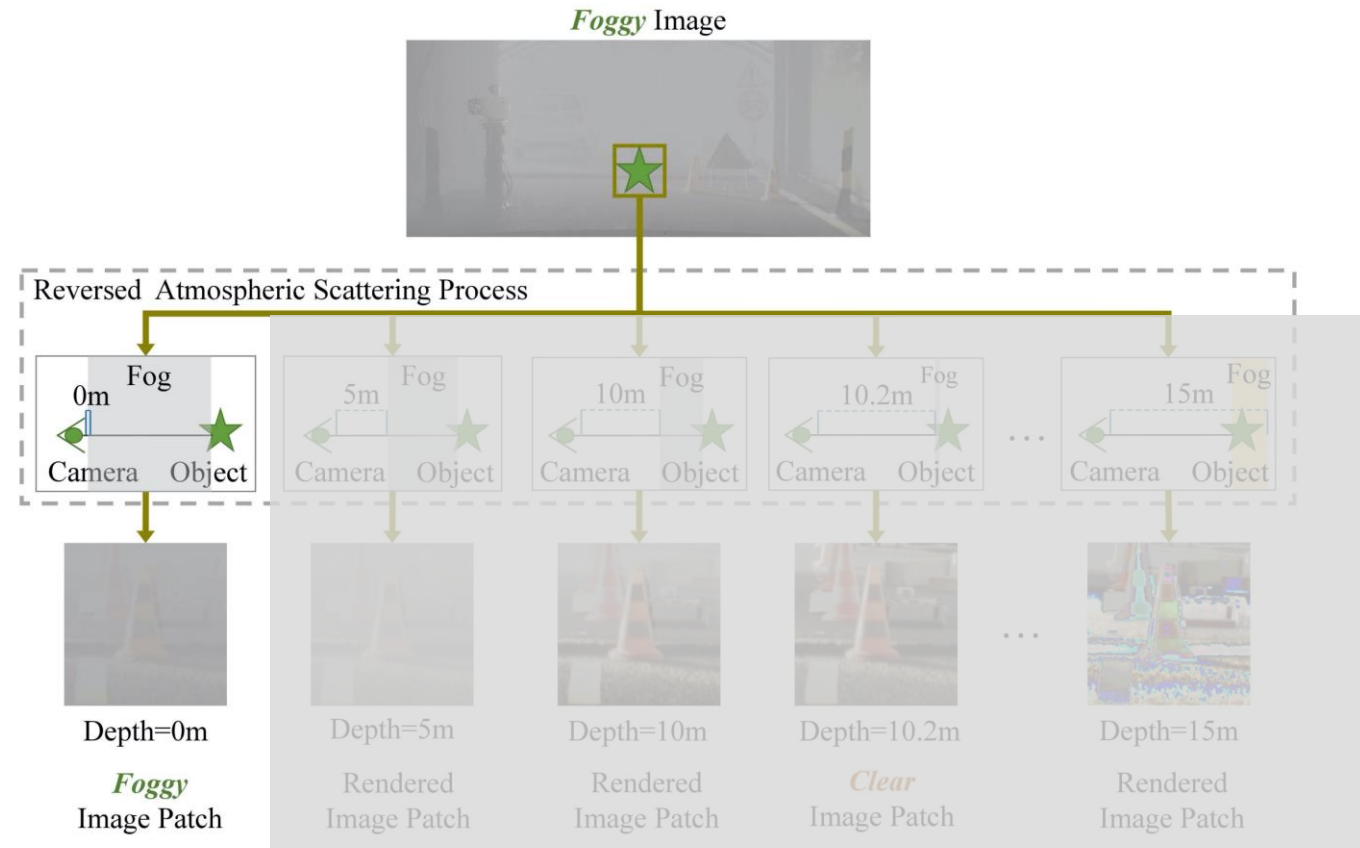 Foggy Image
Reversed Atmospheric Scattering Process
Fog
0m
Camera Object
Fog
5m
Camera Object
Fog
10m
Camera Object
Fog
10.2m
Camera Object
...
Fog
15m
Camera Object
Depth=0m
Depth=5m
Depth=10m
Depth=10.2m
...
Depth=15m
Foggy
Image Patch
Rendered
Image Patch
Rendered
Image Patch
Clear
Image Patch
Rendered
Image Patch